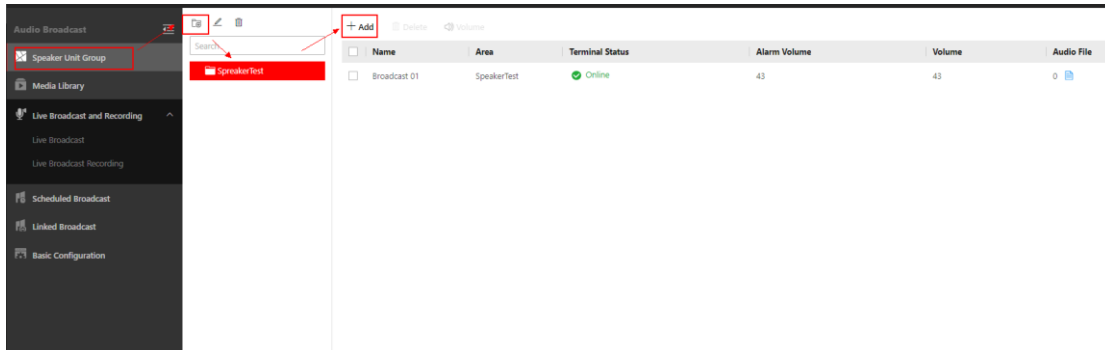 Audio Broadcast
Speaker Unit Group
Media Library
Live Broadcast and Recording
Live Broadcast
Live Broadcast Recording
Scheduled Broadcast
Linked Broadcast
Basic Configuration
Search...
SpreakerTest
+ Add Delete Volume
Name Area Terminal Status Alarm Volume Volume Audio File
Broadcast 01 SpeakerTest Online 43 43 0